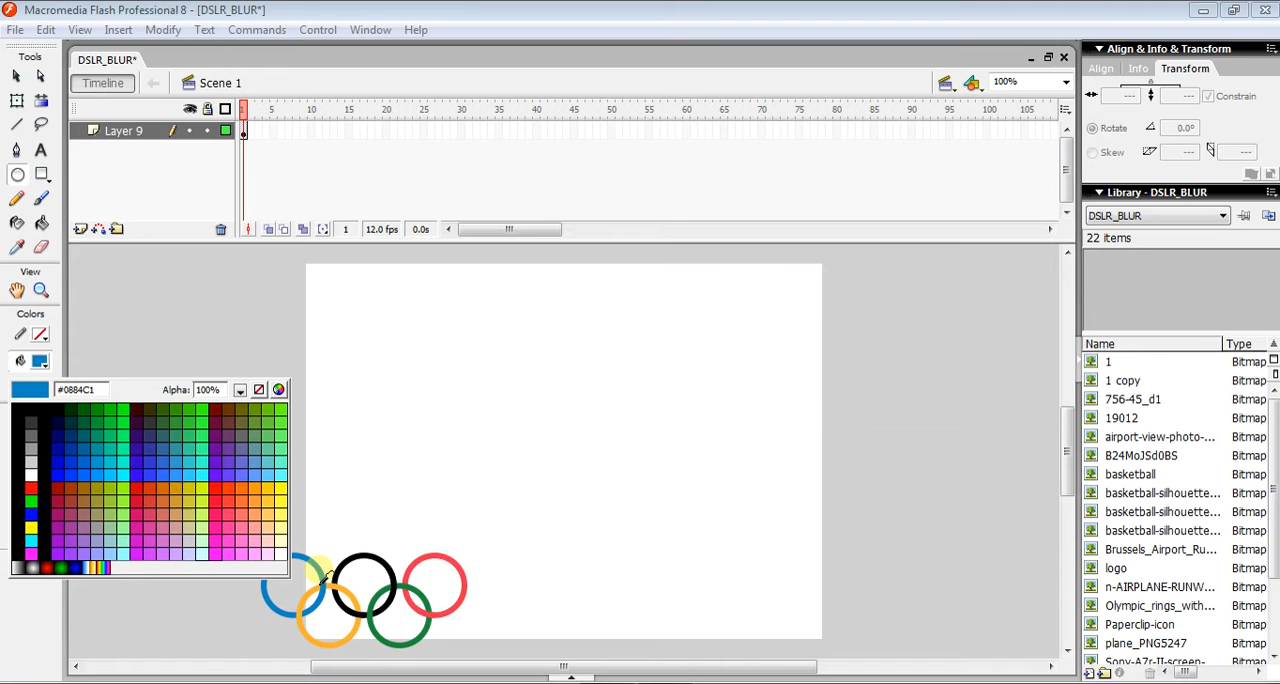 Macromedia Flash Professional 8 - [DSLR_BLUR*]
File Edit View Insert Modify Text Commands Control Window Help
Tools
DSLR_BLUR*
Timeline
Scene 1
100%
1 5 10 15 20 25 30 35 40 45 50 55 60 65 70 75 80 85 90 95 100 105
Layer 9
1 12.0 fps 0.0s
View
Colors
#0884C1 Alpha: 100%
Align & Info & Transform
Align Info Transform
--- --- Constrain
Rotate 0.0°
Skew --- ---
Library - DSLR_BLUR
DSLR_BLUR
22 items
Name Type
1 Bitmap
1 copy Bitmap
756-45_d1 Bitmap
19012 Bitmap
airport-view-photo-... Bitmap
B24MoJSd0BS Bitmap
basketball Bitmap
basketball-silhouette... Bitmap
basketball-silhouette... Bitmap
basketball-silhouette... Bitmap
Brussels_Airport_Ru... Bitmap
logo Bitmap
n-AIRPLANE-RUNW... Bitmap
Olympic_rings_with... Bitmap
Paperclip-icon Bitmap
plane_PNG5247 Bitmap
Sony-A7r-II-screen-... Bitmap